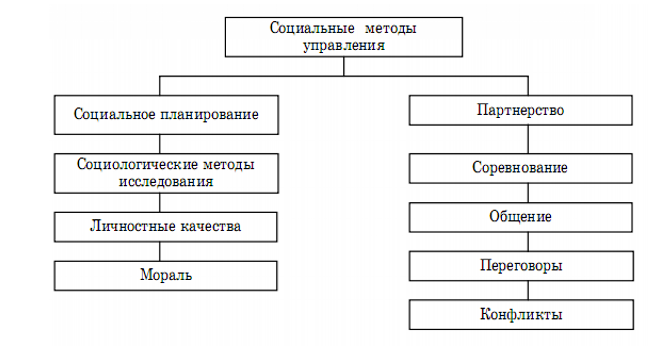 Социальные методы
управления
Социальное планирование
Социологические методы
исследования
Личностные качества
Мораль
Партнерство
Соревнование
Общение
Переговоры
Конфликты